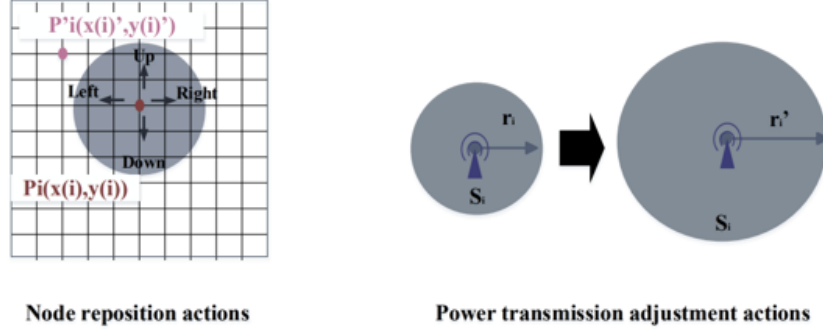 P'i(x(i)',y(i)')
Up
Left
Right
Down
Pi(x(i),y(i))
rᵢ
Sᵢ
rᵢ'
Sᵢ
Node reposition actions
Power transmission adjustment actions